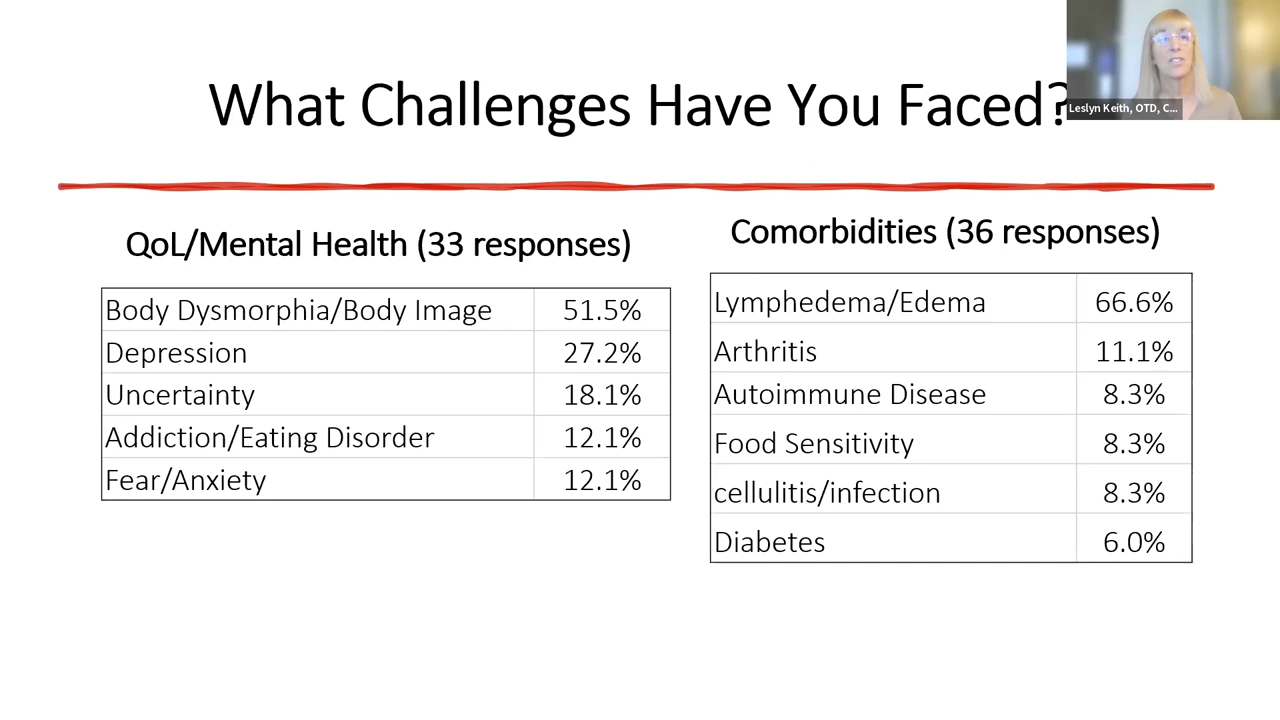 What Challenges Have You Faced?
Leslyn Keith, OTD, C...
QoL/Mental Health (33 responses)
Body Dysmorphia/Body Image 51.5%
Depression 27.2%
Uncertainty 18.1%
Addiction/Eating Disorder 12.1%
Fear/Anxiety 12.1%
Comorbidities (36 responses)
Lymphedema/Edema 66.6%
Arthritis 11.1%
Autoimmune Disease 8.3%
Food Sensitivity 8.3%
cellulitis/infection 8.3%
Diabetes 6.0%